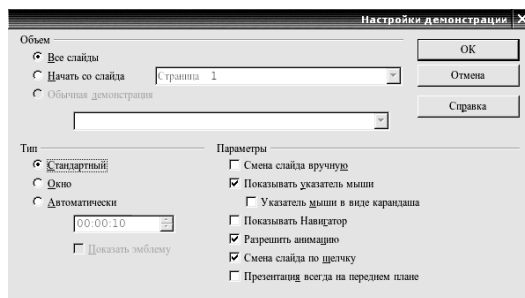 Настройки демонстрации
Объем
Все слайды
Начать со слайда
Страница 1
Обычная демонстрация
ОК
Отмена
Справка
Тип
Стандартный
Окно
Автоматически
00:00:10
Показать эмблему
Параметры
Смена слайда вручную
Показывать указатель мыши
Указатель мыши в виде карандаша
Показывать Навигатор
Разрешить анимацию
Смена слайда по щелчку
Презентация всегда на переднем плане